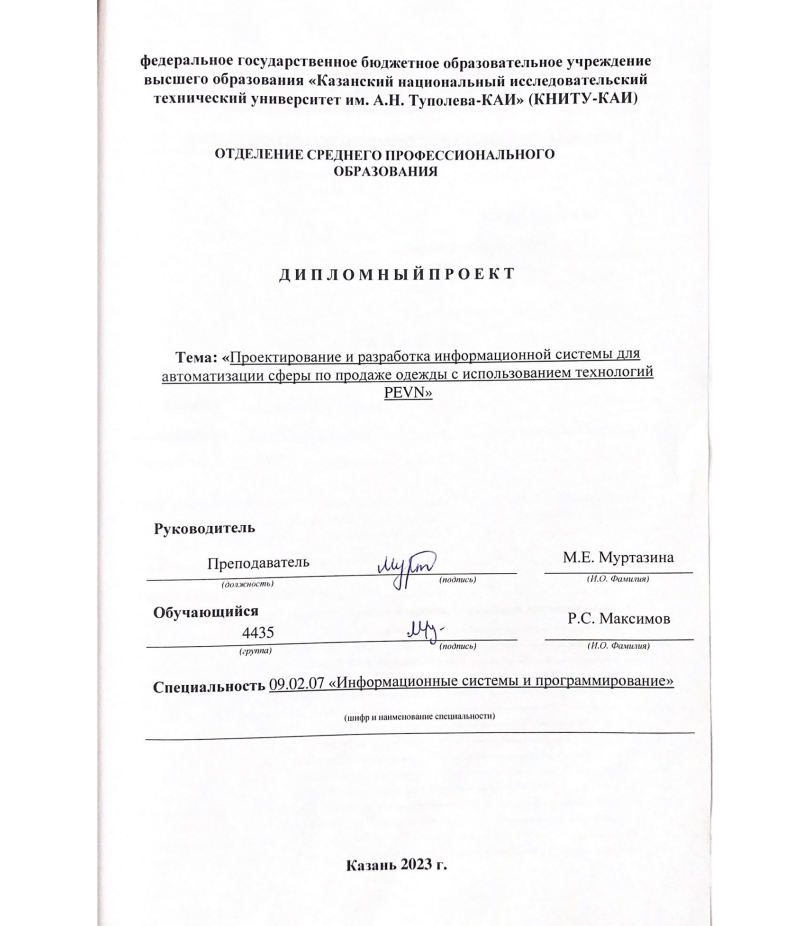 федеральное государственное бюджетное образовательное учреждение
высшего образования «Казанский национальный исследовательский
технический университет им. А.Н. Туполева-КАИ» (КНИТУ-КАИ)
ОТДЕЛЕНИЕ СРЕДНЕГО ПРОФЕССИОНАЛЬНОГО
ОБРАЗОВАНИЯ
Д И П Л О М Н Ы Й П Р О Е К Т
Тема: «Проектирование и разработка информационной системы для
автоматизации сферы по продаже одежды с использованием технологий
PEVN»
Руководитель
Преподаватель М.Е. Муртазина
(должность) (подпись) (И.О. Фамилия)
Обучающийся
4435 Р.С. Максимов
(группа) (подпись) (И.О. Фамилия)
Специальность 09.02.07 «Информационные системы и программирование»
(шифр и наименование специальности)
Казань 2023 г.